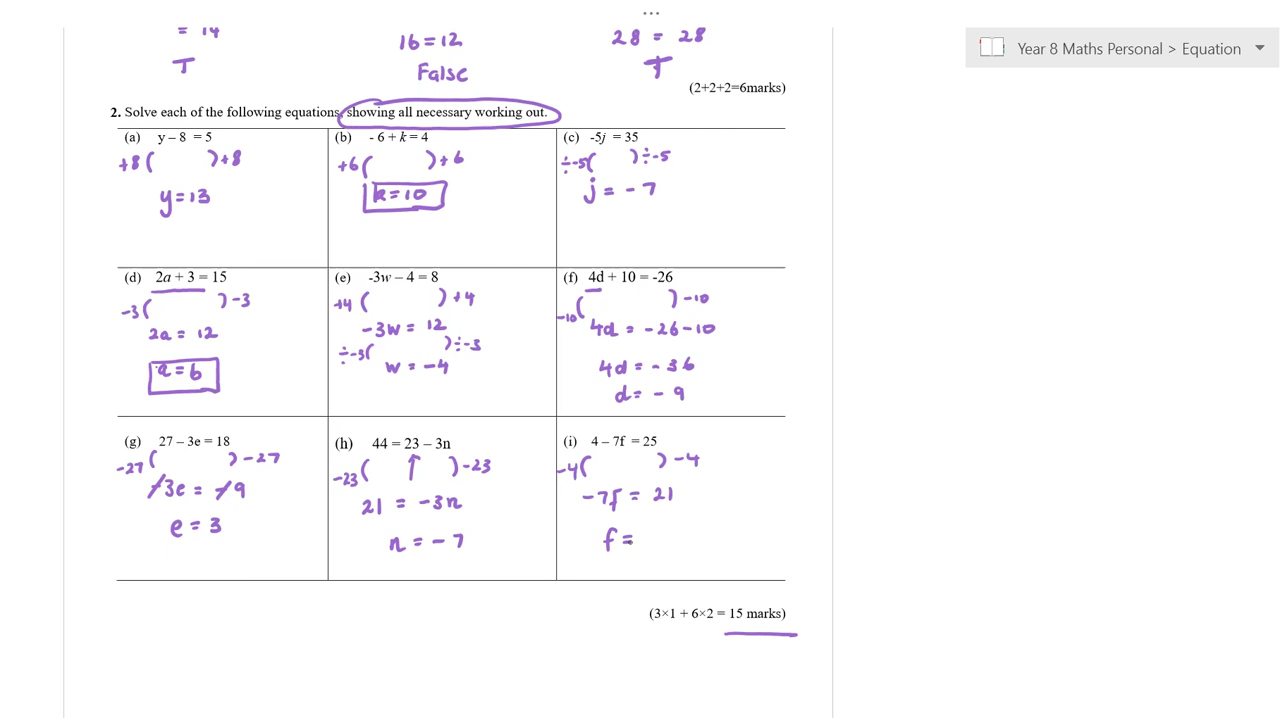 ...
Year 8 Maths Personal > Equation
= 14
T
16 = 12
False
28 = 28
T
(2+2+2=6marks)
2. Solve each of the following equations, showing all necessary working out.
(a) y – 8 = 5
+8 ( ) +8
y = 13
(b) - 6 + k = 4
+6 ( ) + 6
k = 10
(c) -5j = 35
÷-5 ( ) ÷-5
j = - 7
(d) 2a + 3 = 15
-3 ( ) -3
2a = 12
a = 6
(e) -3w – 4 = 8
+4 ( ) +4
-3w = 12
÷-3 ( ) ÷-3
w = -4
(f) 4d + 10 = -26
-10 ( ) -10
4d = -26-10
4d = - 36
d = - 9
(g) 27 – 3e = 18
-27 ( ) -27
-3e = -9
e = 3
(h) 44 = 23 – 3n
-23 ( ↑ ) -23
21 = -3n
n = - 7
(i) 4 – 7f = 25
-4 ( ) -4
-7f = 21
f =
(3×1 + 6×2 = 15 marks)